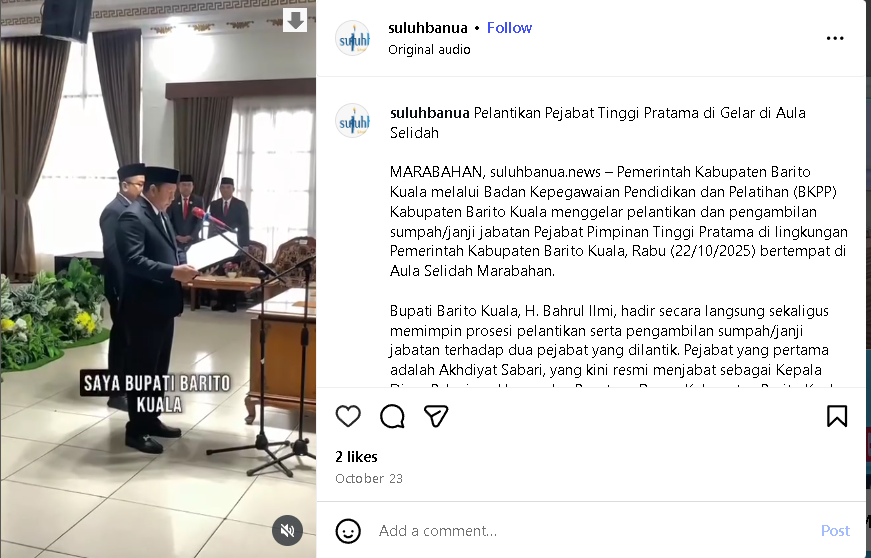 suluhbanua • Follow
Original audio
suluhbanua Pelantikan Pejabat Tinggi Pratama di Gelar di Aula
Selidah
MARABAHAN, suluhbanua.news – Pemerintah Kabupaten Barito
Kuala melalui Badan Kepegawaian Pendidikan dan Pelatihan (BKPP)
Kabupaten Barito Kuala menggelar pelantikan dan pengambilan
sumpah/janji jabatan Pejabat Pimpinan Tinggi Pratama di lingkungan
Pemerintah Kabupaten Barito Kuala, Rabu (22/10/2025) bertempat di
Aula Selidah Marabahan.
Bupati Barito Kuala, H. Bahrul Ilmi, hadir secara langsung sekaligus
memimpin prosesi pelantikan serta pengambilan sumpah/janji
jabatan terhadap dua pejabat yang dilantik. Pejabat yang pertama
adalah Akhdiyat Sabari, yang kini resmi menjabat sebagai Kepala
SAYA BUPATI BARITO
KUALA
2 likes
October 23
Add a comment...
Post